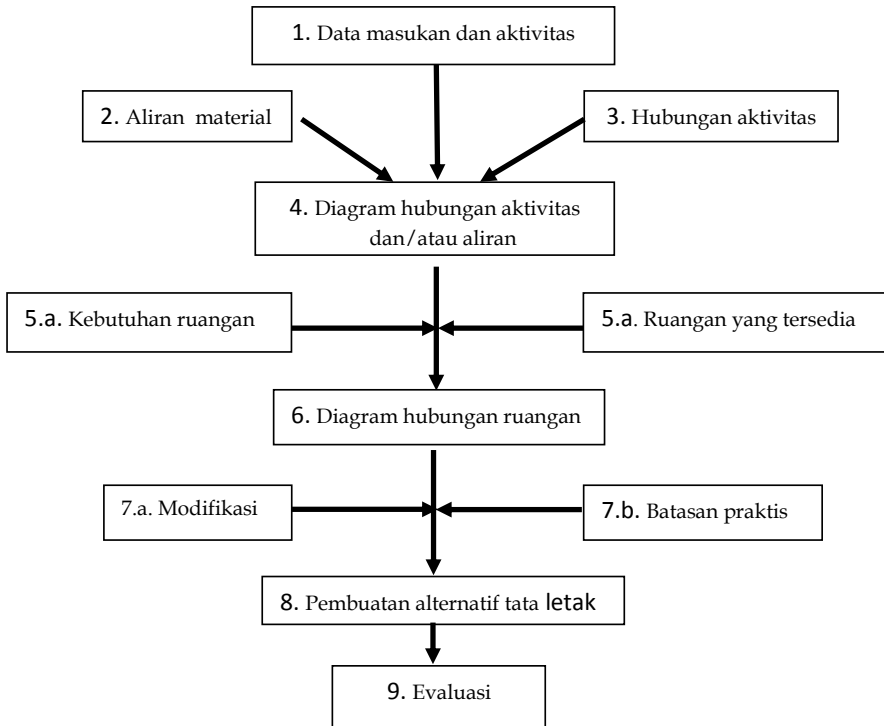 1. Data masukan dan aktivitas
2. Aliran material
3. Hubungan aktivitas
4. Diagram hubungan aktivitas
dan/atau aliran
5.a. Kebutuhan ruangan
5.a. Ruangan yang tersedia
6. Diagram hubungan ruangan
7.a. Modifikasi
7.b. Batasan praktis
8. Pembuatan alternatif tata letak
9. Evaluasi